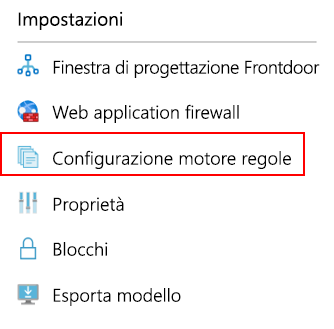 Impostazioni
Finestra di progettazione Frontdoor
Web application firewall
Configurazione motore regole
Proprietà
Blocchi
Esporta modello